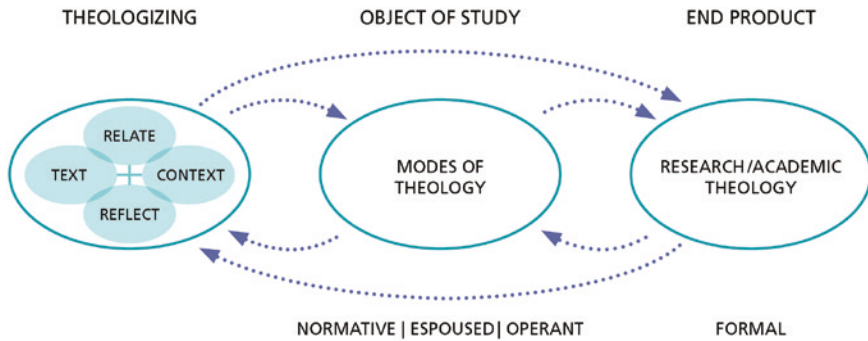 THEOLOGIZING
OBJECT OF STUDY
END PRODUCT
RELATE
TEXT
CONTEXT
REFLECT
MODES OF
THEOLOGY
RESEARCH/ACADEMIC
THEOLOGY
NORMATIVE | ESPOUSED| OPERANT
FORMAL